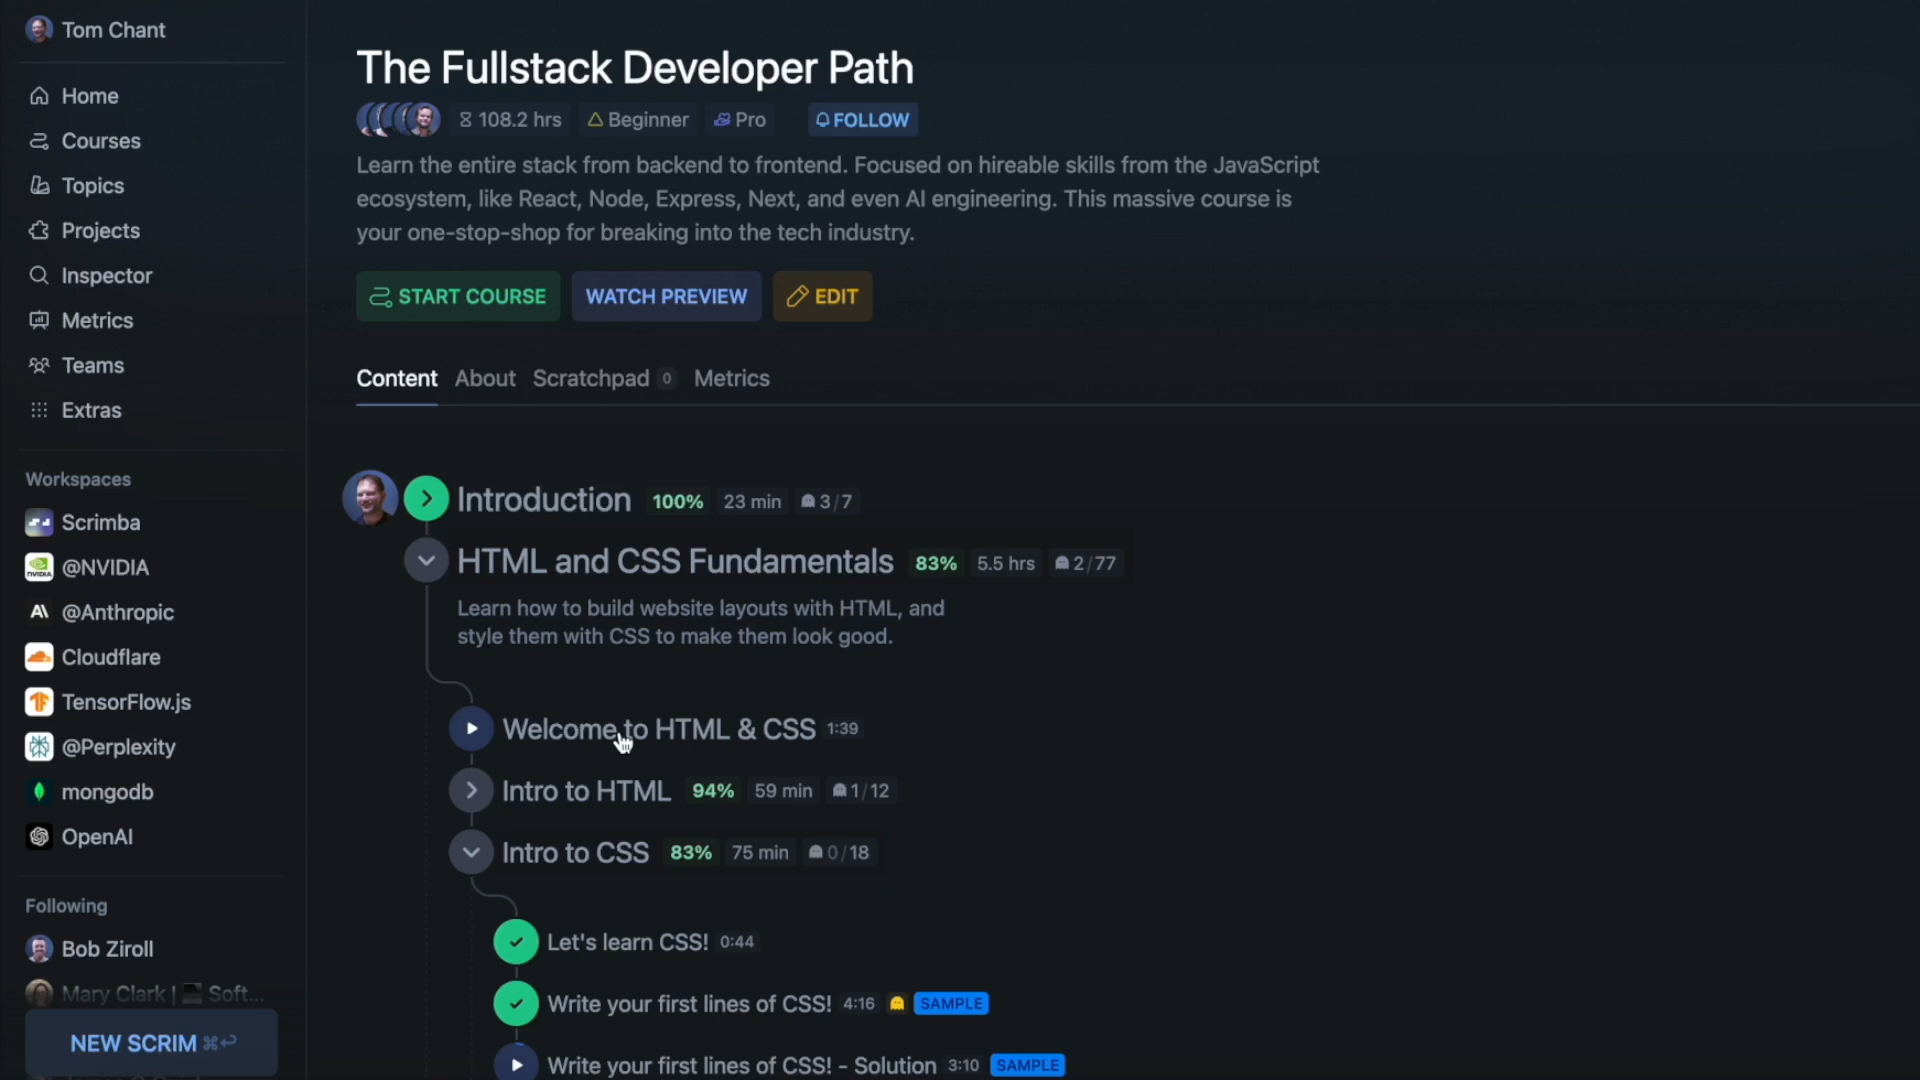 Tom Chant
Home
Courses
Topics
Projects
Inspector
Metrics
Teams
Extras
Workspaces
Scrimba
@NVIDIA
@Anthropic
Cloudflare
TensorFlow.js
@Perplexity
mongodb
OpenAI
Following
Bob Ziroll
Mary Clark | Soft...
NEW SCRIM ⌘↩
The Fullstack Developer Path
108.2 hrs Beginner Pro FOLLOW
Learn the entire stack from backend to frontend. Focused on hireable skills from the JavaScript
ecosystem, like React, Node, Express, Next, and even AI engineering. This massive course is
your one-stop-shop for breaking into the tech industry.
START COURSE WATCH PREVIEW EDIT
Content About Scratchpad 0 Metrics
Introduction 100% 23 min 3/7
HTML and CSS Fundamentals 83% 5.5 hrs 2/77
Learn how to build website layouts with HTML, and
style them with CSS to make them look good.
Welcome to HTML & CSS 1:39
Intro to HTML 94% 59 min 1/12
Intro to CSS 83% 75 min 0/18
Let's learn CSS! 0:44
Write your first lines of CSS! 4:16 SAMPLE
Write your first lines of CSS! - Solution 3:10 SAMPLE